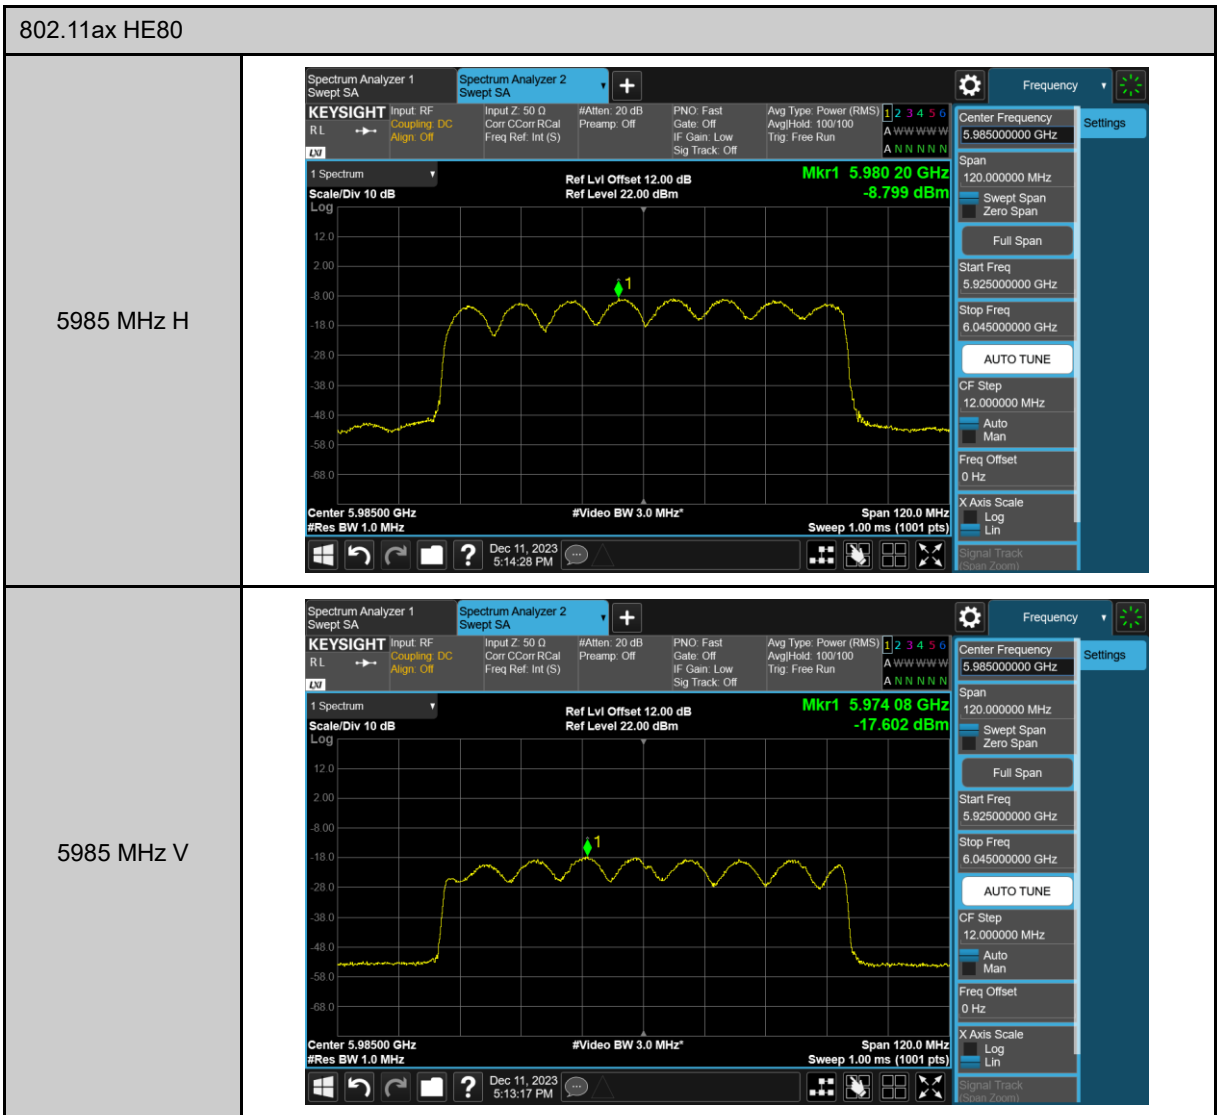 802.11ax HE80
5985 MHz H
Spectrum Analyzer 1
Swept SA
Spectrum Analyzer 2
Swept SA
Frequency
KEYSIGHT
RL
LXI
Input: RF
Coupling: DC
Align: Off
Input Z: 50 Ω
Corr CCorr RCal
Freq Ref: Int (S)
#Atten: 20 dB
Preamp: Off
PNO: Fast
Gate: Off
IF Gain: Low
Sig Track: Off
Avg Type: Power (RMS)
Avg|Hold: 100/100
Trig: Free Run
1 2 3 4 5 6
A W W W W W
A N N N N N
1 Spectrum
Scale/Div 10 dB
Log
Ref Lvl Offset 12.00 dB
Ref Level 22.00 dBm
Mkr1 5.980 20 GHz
-8.799 dBm
12.0
2.00
-8.00
-18.0
-28.0
-38.0
-48.0
-58.0
-68.0
1
Center 5.98500 GHz
#Res BW 1.0 MHz
#Video BW 3.0 MHz*
Span 120.0 MHz
Sweep 1.00 ms (1001 pts)
Dec 11, 2023
5:14:28 PM
Center Frequency
5.985000000 GHz
Settings
Span
120.000000 MHz
Swept Span
Zero Span
Full Span
Start Freq
5.925000000 GHz
Stop Freq
6.045000000 GHz
AUTO TUNE
CF Step
12.000000 MHz
Auto
Man
Freq Offset
0 Hz
X Axis Scale
Log
Lin
Signal Track
(Span Zoom)
5985 MHz V
Spectrum Analyzer 1
Swept SA
Spectrum Analyzer 2
Swept SA
Frequency
KEYSIGHT
RL
LXI
Input: RF
Coupling: DC
Align: Off
Input Z: 50 Ω
Corr CCorr RCal
Freq Ref: Int (S)
#Atten: 20 dB
Preamp: Off
PNO: Fast
Gate: Off
IF Gain: Low
Sig Track: Off
Avg Type: Power (RMS)
Avg|Hold: 100/100
Trig: Free Run
1 2 3 4 5 6
A W W W W W
A N N N N N
1 Spectrum
Scale/Div 10 dB
Log
Ref Lvl Offset 12.00 dB
Ref Level 22.00 dBm
Mkr1 5.974 08 GHz
-17.602 dBm
12.0
2.00
-8.00
-18.0
-28.0
-38.0
-48.0
-58.0
-68.0
1
Center 5.98500 GHz
#Res BW 1.0 MHz
#Video BW 3.0 MHz*
Span 120.0 MHz
Sweep 1.00 ms (1001 pts)
Dec 11, 2023
5:13:17 PM
Center Frequency
5.985000000 GHz
Settings
Span
120.000000 MHz
Swept Span
Zero Span
Full Span
Start Freq
5.925000000 GHz
Stop Freq
6.045000000 GHz
AUTO TUNE
CF Step
12.000000 MHz
Auto
Man
Freq Offset
0 Hz
X Axis Scale
Log
Lin
Signal Track
(Span Zoom)